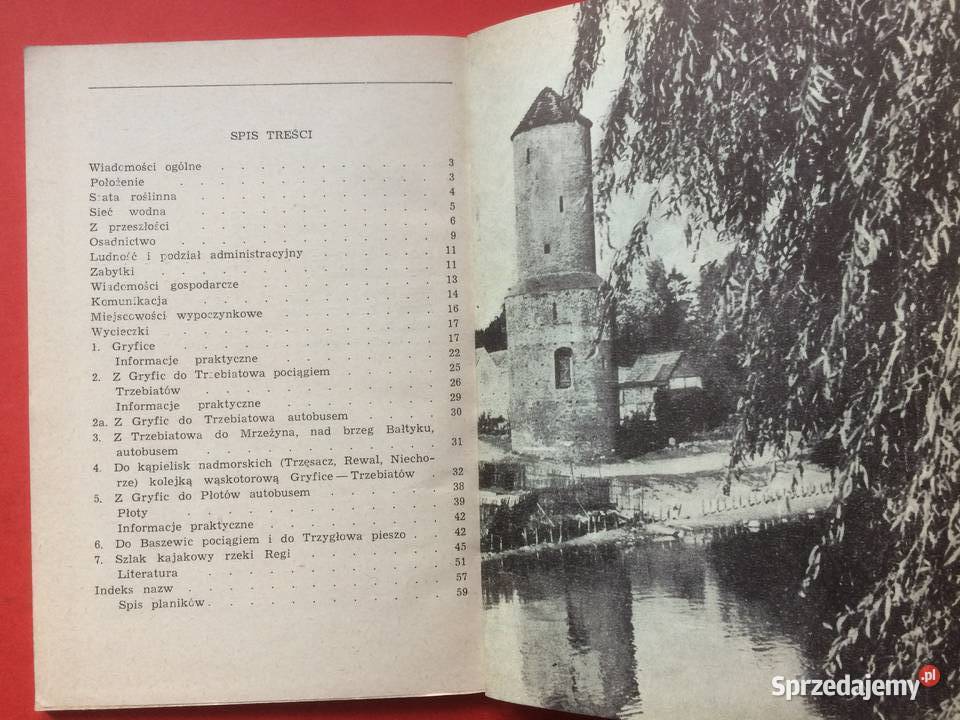 SPIS TREŚCI
Wiadomości ogólne . . . . . . . . . 3
Położenie . . . . . . . . . 3
Szata roślinna . . . . . . . . . 4
Sieć wodna . . . . . . . . . 5
Z przeszłości . . . . . . . . . 6
Osadnictwo . . . . . . . . . 9
Ludność i podział administracyjny . . . . . 11
Zabytki . . . . . . . . . 11
Wiadomości gospodarcze . . . . . . . 13
Komunikacja . . . . . . . . . 14
Miejscowości wypoczynkowe . . . . . . 16
Wycieczki . . . . . . . . . 17
1. Gryfice . . . . . . . . . 17
Informacje praktyczne . . . . . . 22
2. Z Gryfic do Trzebiatowa pociągiem . . . . 25
Trzebiatów . . . . . . . . . 26
Informacje praktyczne . . . . . . 29
2a. Z Gryfic do Trzebiatowa autobusem . . . . 30
3. Z Trzebiatowa do Mrzeżyna, nad brzeg Bałtyku,
autobusem . . . . . . . . . 31
4. Do kąpielisk nadmorskich (Trzęsacz, Rewal, Niecho-
rze) kolejką wąskotorową Gryfice — Trzebiatów 32
5. Z Gryfic do Płotów autobusem . . . . . 38
Płoty . . . . . . . . . 39
Informacje praktyczne . . . . . . 42
6. Do Baszewic pociągiem i do Trzygłowa pieszo . . 42
7. Szlak kajakowy rzeki Regi . . . . . 45
Literatura . . . . . . . . . 51
Indeks nazw . . . . . . . . . 57
Spis planików . . . . . . . . . 59
Sprzedajemy.pl